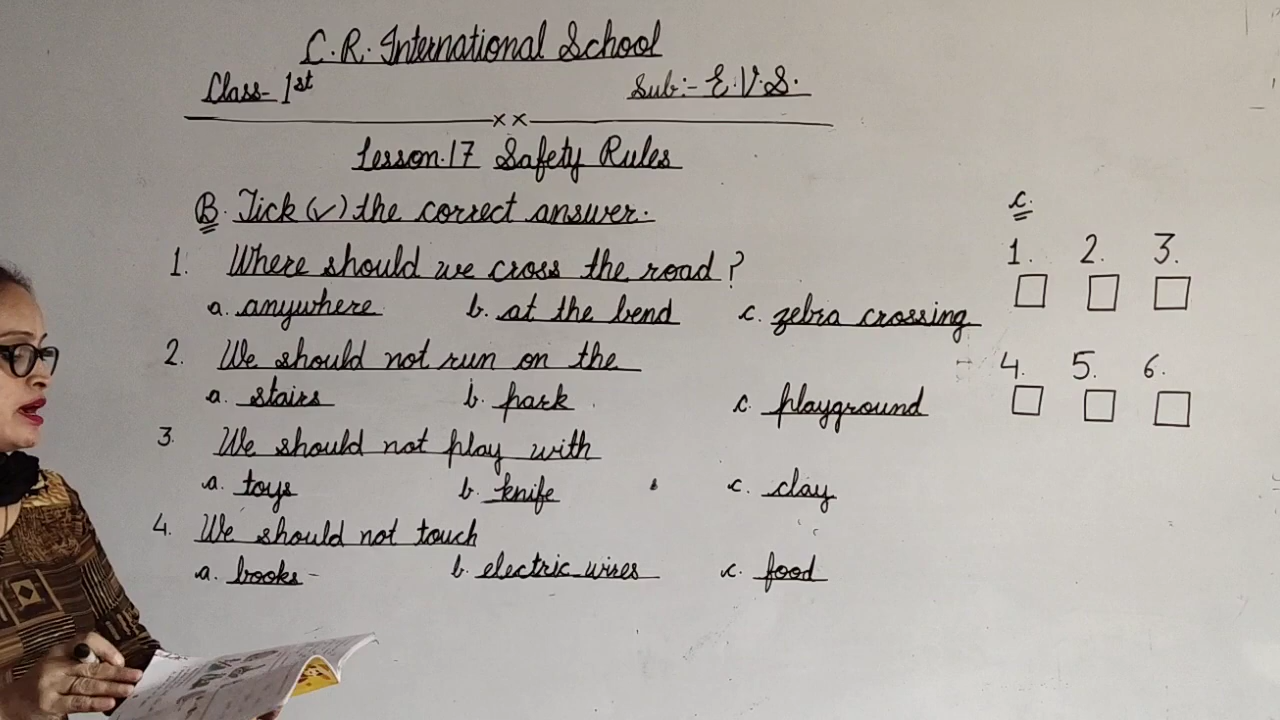 C.R. International School
Class- 1st Sub:- E.V.S.
Lesson.17 Safety Rules
B. Tick (✓) the correct answer.
1. Where should we cross the road?
a. anywhere b. at the bend c. zebra crossing
2. We should not run on the
a. stairs b. park c. playground
3. We should not play with
a. toys b. knife c. clay
4. We should not touch
a. books b. electric wires c. food
C.
1. 2. 3.
4. 5. 6.